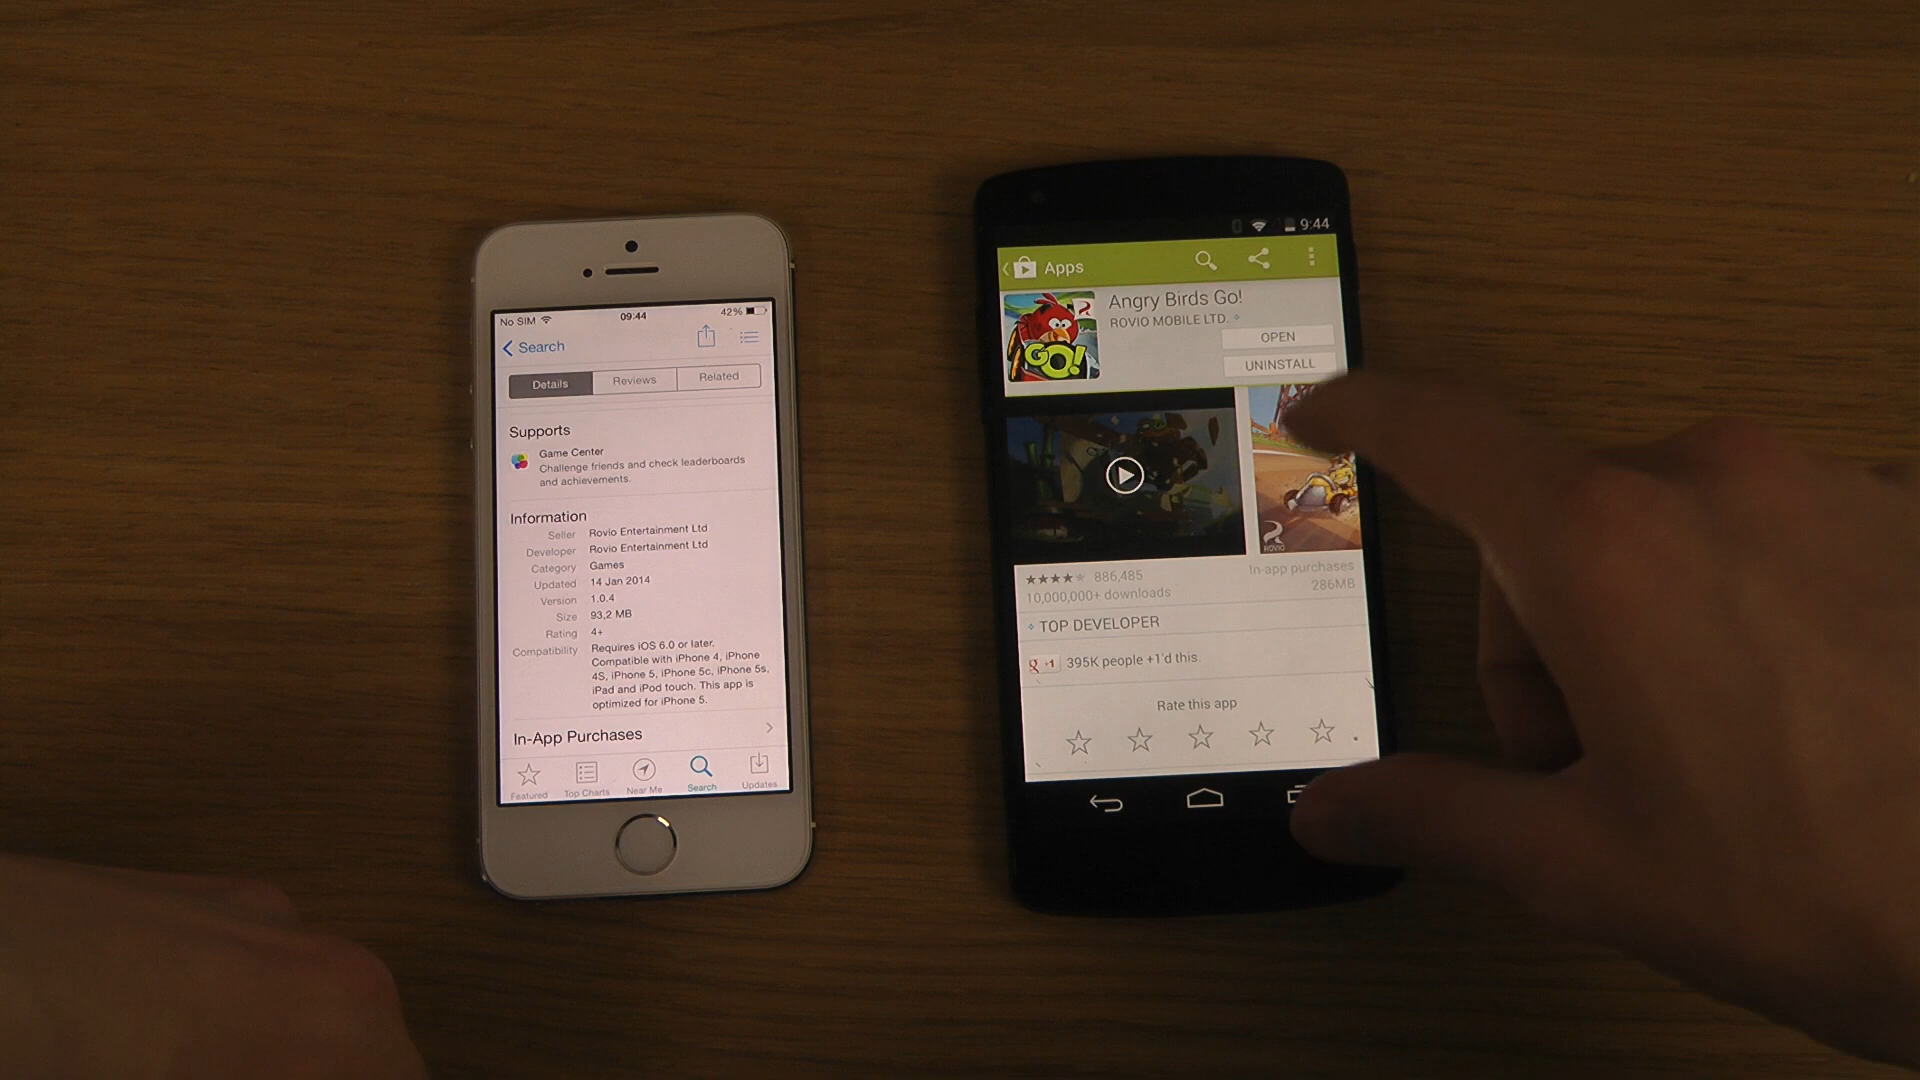 No SIM 09:44 42%
Search
Details Reviews Related
Supports
Game Center
Challenge friends and check leaderboards
and achievements.
Information
Seller Rovio Entertainment Ltd
Developer Rovio Entertainment Ltd
Category Games
Updated 14 Jan 2014
Version 1.0.4
Size 93,2 MB
Rating 4+
Compatibility Requires iOS 6.0 or later.
Compatible with iPhone 4, iPhone
4S, iPhone 5, iPhone 5c, iPhone 5s,
iPad and iPod touch. This app is
optimized for iPhone 5.
In-App Purchases
Featured Top Charts Near Me Search Updates
9:44
Apps
Angry Birds Go!
ROVIO MOBILE LTD.
GO!
OPEN
UNINSTALL
ROVIO
886,485 In-app purchases
10,000,000+ downloads 286MB
TOP DEVELOPER
g +1 395K people +1'd this.
Rate this app